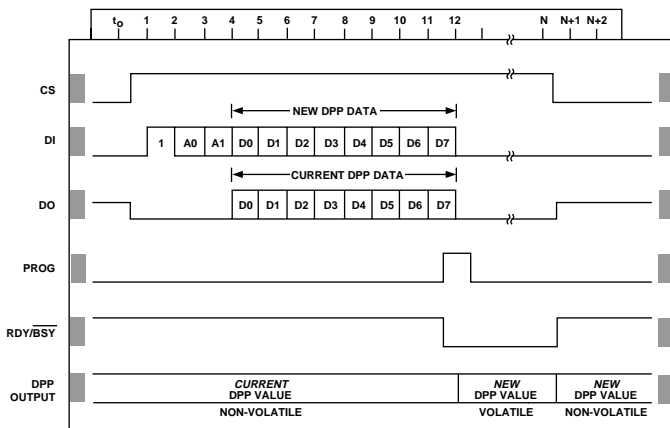 to 1 2 3 4 5 6 7 8 9 10 11 12 N N+1 N+2
CS
NEW DPP DATA
DI 1 A0 A1 D0 D1 D2 D3 D4 D5 D6 D7
CURRENT DPP DATA
DO D0 D1 D2 D3 D4 D5 D6 D7
PROG
RDY/BSY
DPP
OUTPUT
CURRENT
DPP VALUE
NON-VOLATILE
NEW
DPP VALUE
VOLATILE
NEW
DPP VALUE
NON-VOLATILE